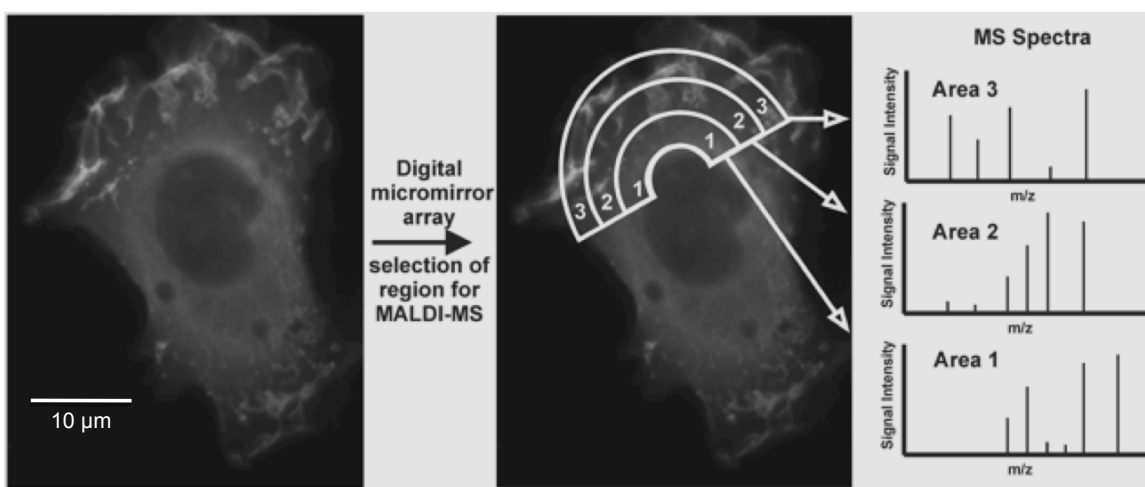 10 µm
Digital
micromirror
array
selection of
region for
MALDI-MS
3
2
1
1
2
3
MS Spectra
Area 3
Signal Intensity
m/z
Area 2
Signal Intensity
m/z
Area 1
Signal Intensity
m/z